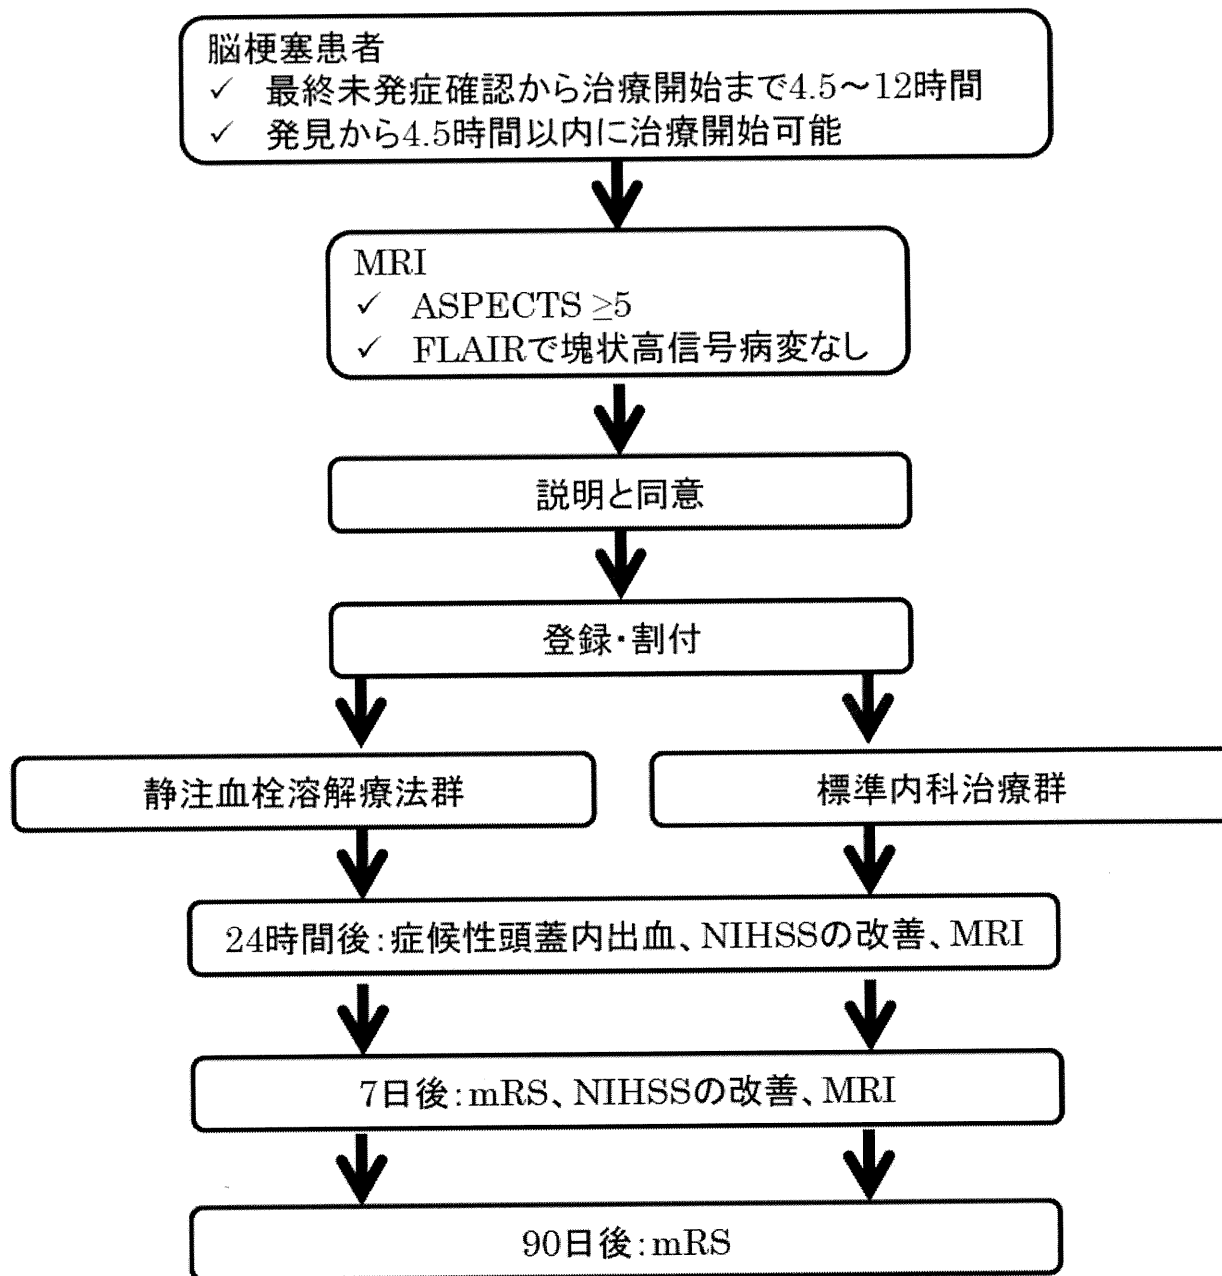 脳梗塞患者
✓ 最終未発症確認から治療開始まで4.5～12時間
✓ 発見から4.5時間以内に治療開始可能
MRI
✓ ASPECTS ≥5
✓ FLAIRで塊状高信号病変なし
説明と同意
登録・割付
静注血栓溶解療法群
標準内科治療群
24時間後：症候性頭蓋内出血、NIHSSの改善、MRI
7日後：mRS、NIHSSの改善、MRI
90日後：mRS